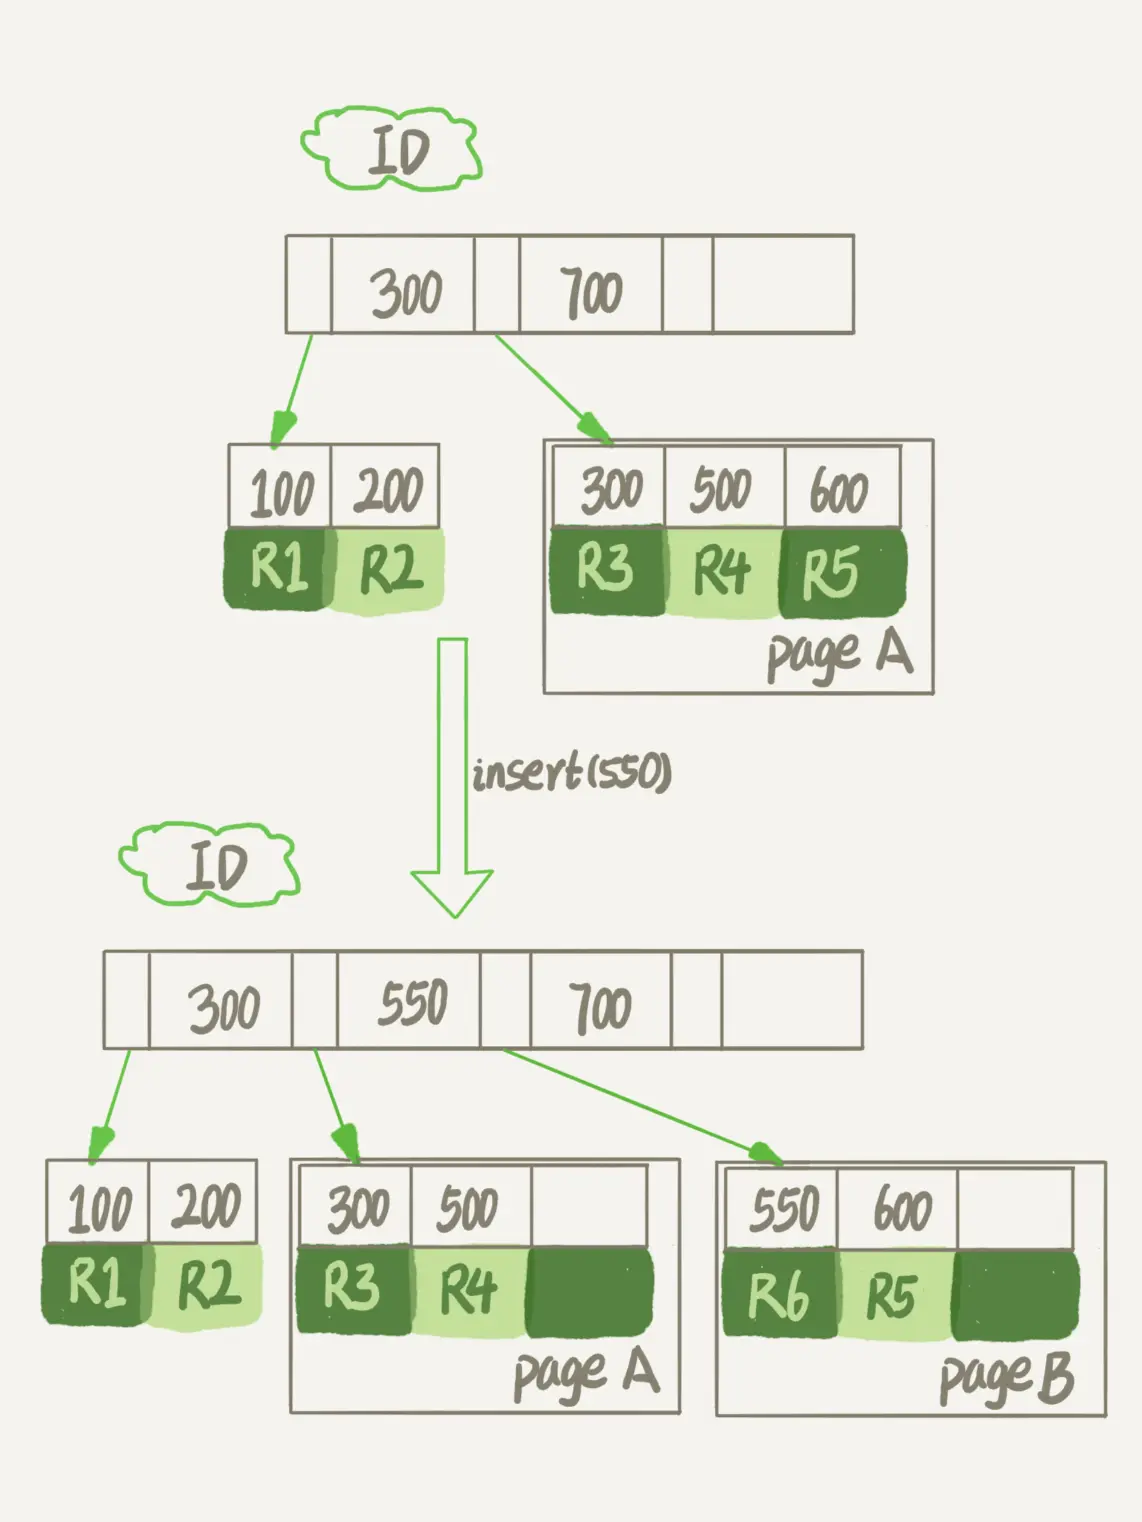 ID
300 700
100 200 300 500 600
R1 R2 R3 R4 R5
page A
insert(550)
ID
300 550 700
100 200 300 500 550 600
R1 R2 R3 R4 R6 R5
page A page B